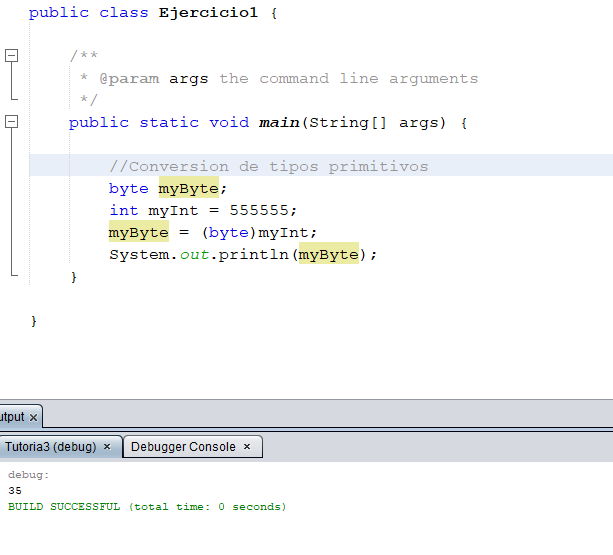 public class Ejercicio1 {
/**
* @param args the command line arguments
*/
public static void main(String[] args) {
//Conversion de tipos primitivos
byte myByte;
int myInt = 555555;
myByte = (byte)myInt;
System.out.println(myByte);
}
}
utput ×
Tutoria3 (debug) × Debugger Console ×
debug:
35
BUILD SUCCESSFUL (total time: 0 seconds)